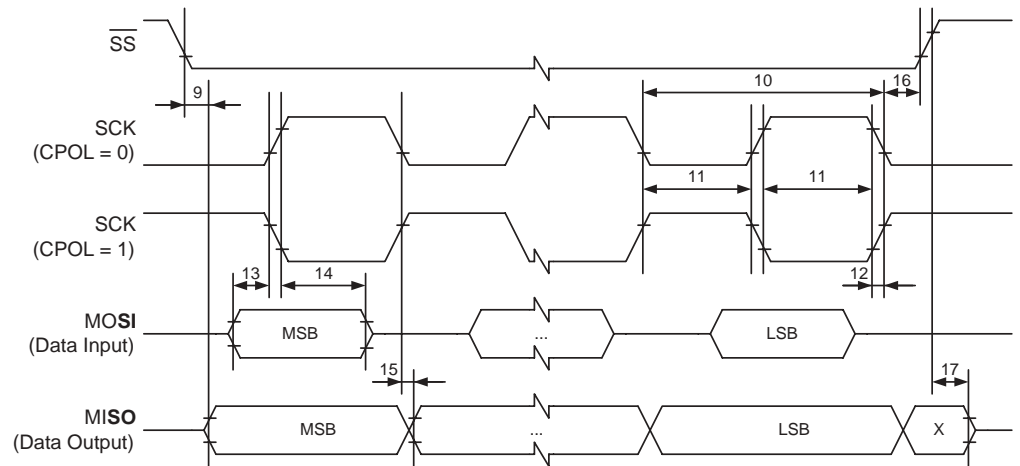 SS
9
10
16
SCK
(CPOL = 0)
11
11
SCK
(CPOL = 1)
13
14
12
MOSI
(Data Input)
MSB
...
LSB
15
17
MISO
(Data Output)
MSB
...
LSB
X